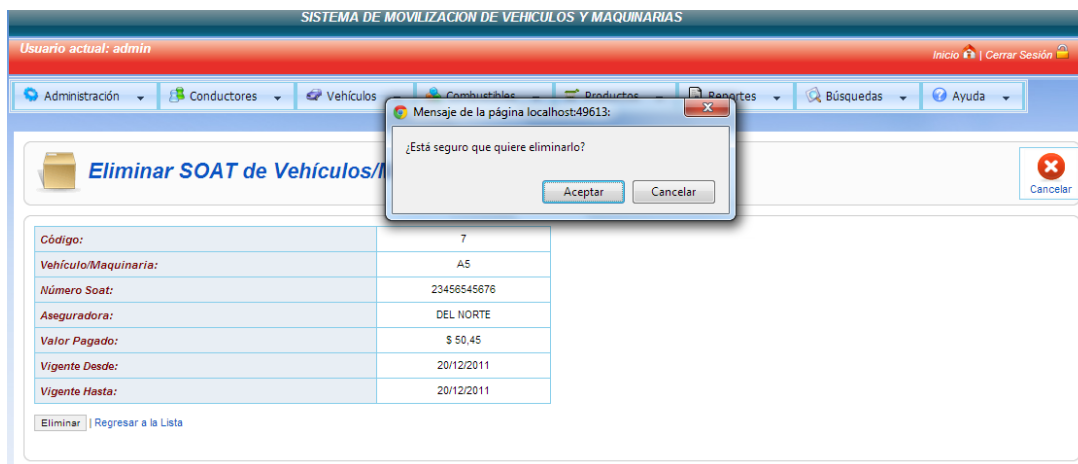 SISTEMA DE MOVILIZACION DE VEHICULOS Y MAQUINARIAS
Usuario actual: admin
Inicio | Cerrar Sesión
Administración Conductores Vehículos Combustibles Productos Reportes Búsquedas Ayuda
Mensaje de la página localhost:49613:
¿Está seguro que quiere eliminarlo?
Aceptar Cancelar
Eliminar SOAT de Vehículos/
Cancelar
Código: 7
Vehículo/Maquinaria: A5
Número Soat: 23456545676
Aseguradora: DEL NORTE
Valor Pagado: $ 50,45
Vigente Desde: 20/12/2011
Vigente Hasta: 20/12/2011
Eliminar | Regresar a la Lista